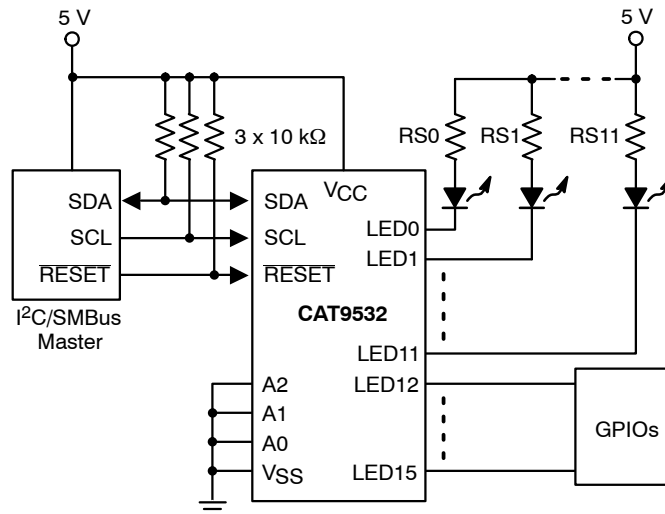 5 V
5 V
3 x 10 kΩ
RS0
RS1
RS11
SDA
SCL
RESET
I²C/SMBus
Master
VCC
SDA
SCL
RESET
CAT9532
A2
A1
A0
VSS
LED0
LED1
LED11
LED12
LED15
GPIOs